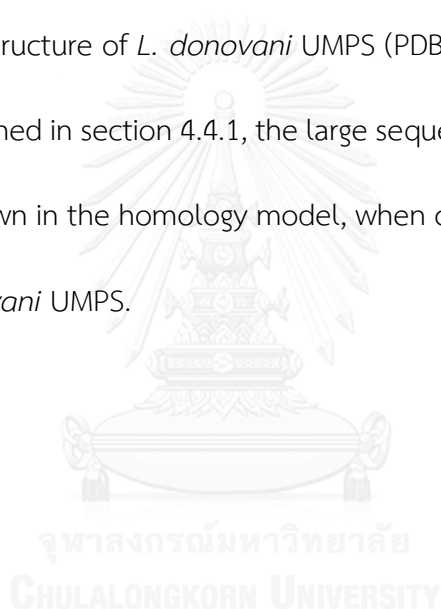 ructure of L. donovani UMPS (PDB
ned in section 4.4.1, the large seque
wn in the homology model, when c
vani UMPS.
จุฬาลงกรณ์มหาวิทยาลัย
CHULALONGKORN UNIVERSITY